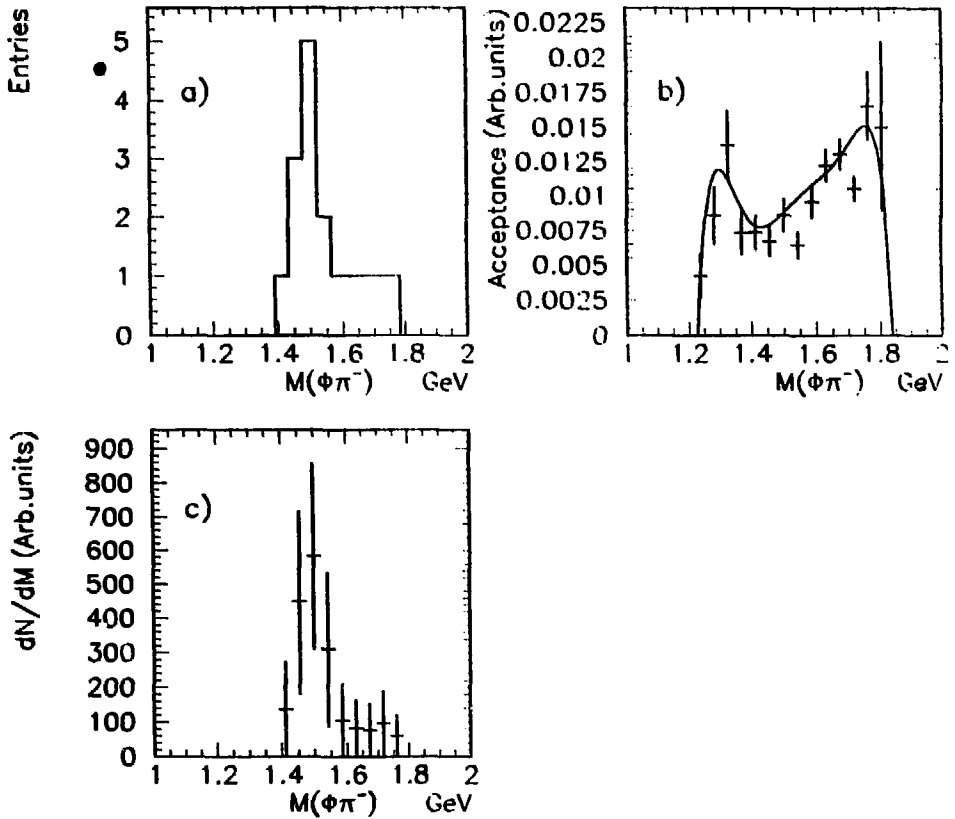 Entries
5
4
3
2
1
0
a)
1 1.2 1.4 1.6 1.8 2
M(Φπ⁻) GeV
Acceptance (Arb.units)
0.0225
0.02
0.0175
0.015
0.0125
0.01
0.0075
0.005
0.0025
0
b)
1 1.2 1.4 1.6 1.8 2
M(Φπ⁻) GeV
dN/dM (Arb.units)
900
800
700
600
500
400
300
200
100
0
c)
1 1.2 1.4 1.6 1.8 2
M(Φπ⁻) GeV